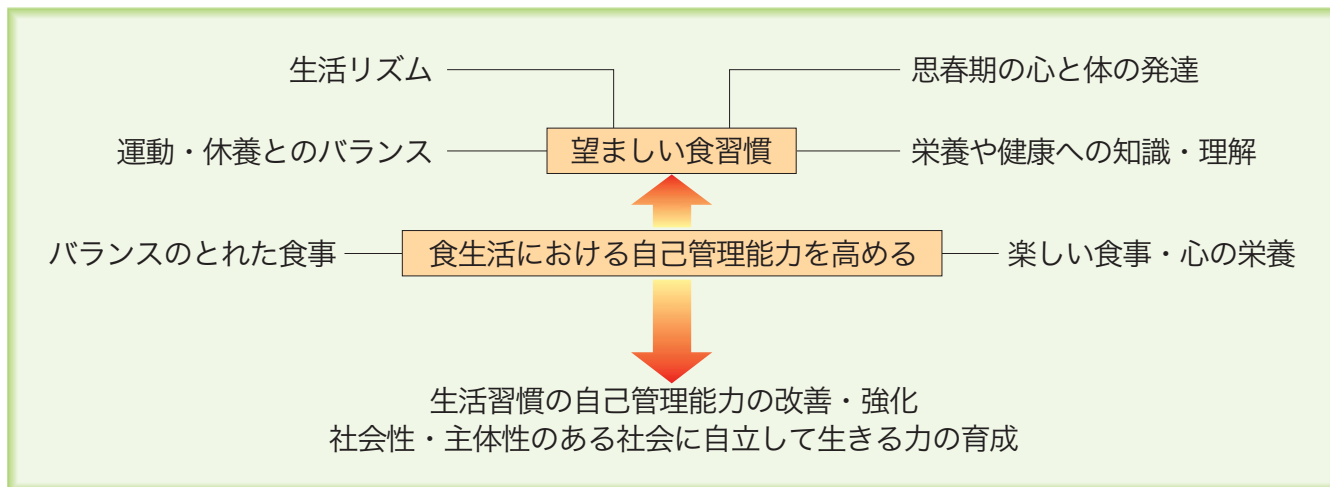 生活リズム
思春期の心と体の発達
運動・休養とのバランス
望ましい食習慣
栄養や健康への知識・理解
バランスのとれた食事
食生活における自己管理能力を高める
楽しい食事・心の栄養
生活習慣の自己管理能力の改善・強化
社会性・主体性のある社会に自立して生きる力の育成